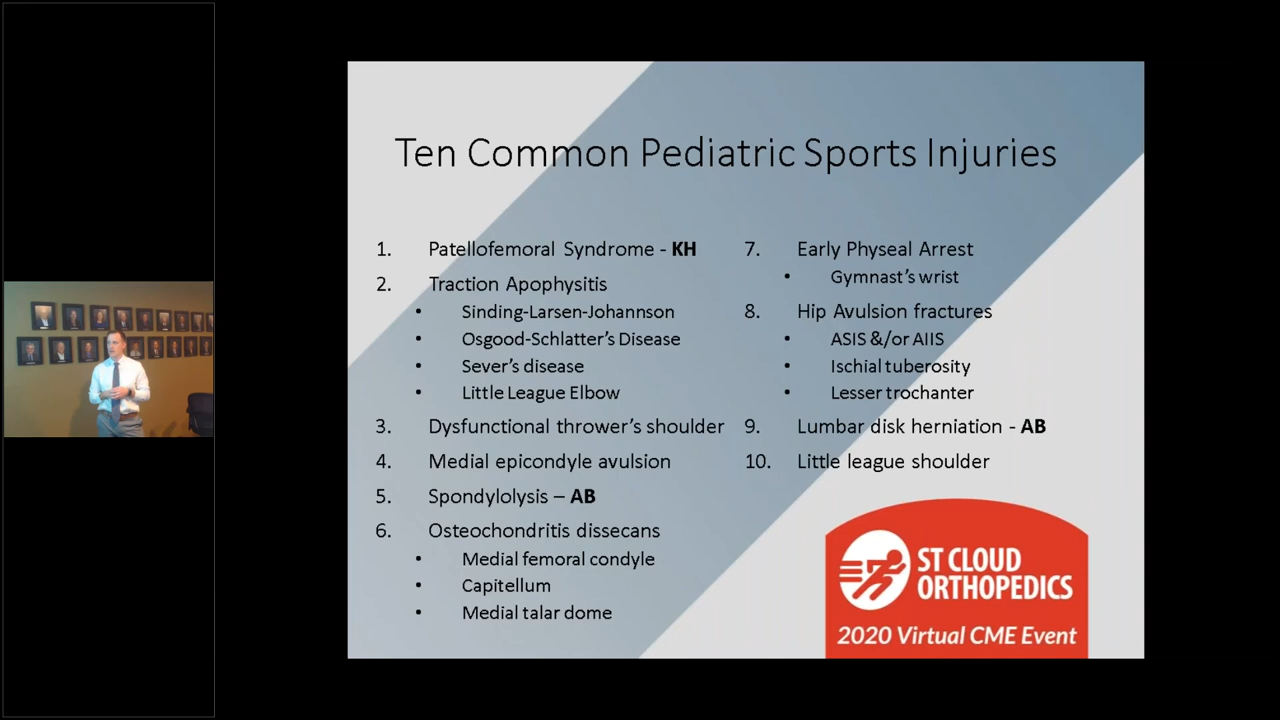 Ten Common Pediatric Sports Injuries
1. Patellofemoral Syndrome - KH
2. Traction Apophysitis
• Sinding-Larsen-Johannson
• Osgood-Schlatter's Disease
• Sever's disease
• Little League Elbow
3. Dysfunctional thrower's shoulder
4. Medial epicondyle avulsion
5. Spondylolysis – AB
6. Osteochondritis dissecans
• Medial femoral condyle
• Capitellum
• Medial talar dome
7. Early Physeal Arrest
• Gymnast's wrist
8. Hip Avulsion fractures
• ASIS &/or AIIS
• Ischial tuberosity
• Lesser trochanter
9. Lumbar disk herniation - AB
10. Little league shoulder
ST CLOUD
ORTHOPEDICS
2020 Virtual CME Event